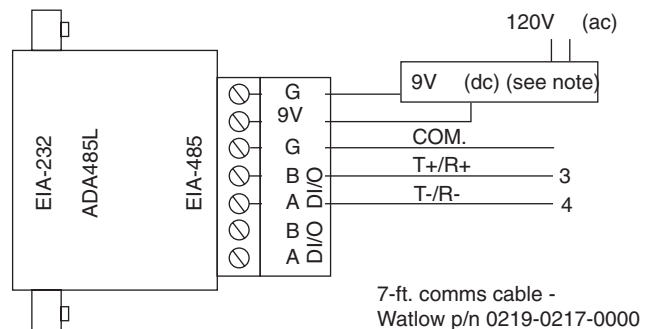 120V (ac)
9V (dc) (see note)
EIA-232
ADA485L
EIA-485
G
9V
G
COM.
B
T+/R+
3
A
T-/R-
4
DI/O
B
A
DI/O
7-ft. comms cable -
Watlow p/n 0219-0217-0000